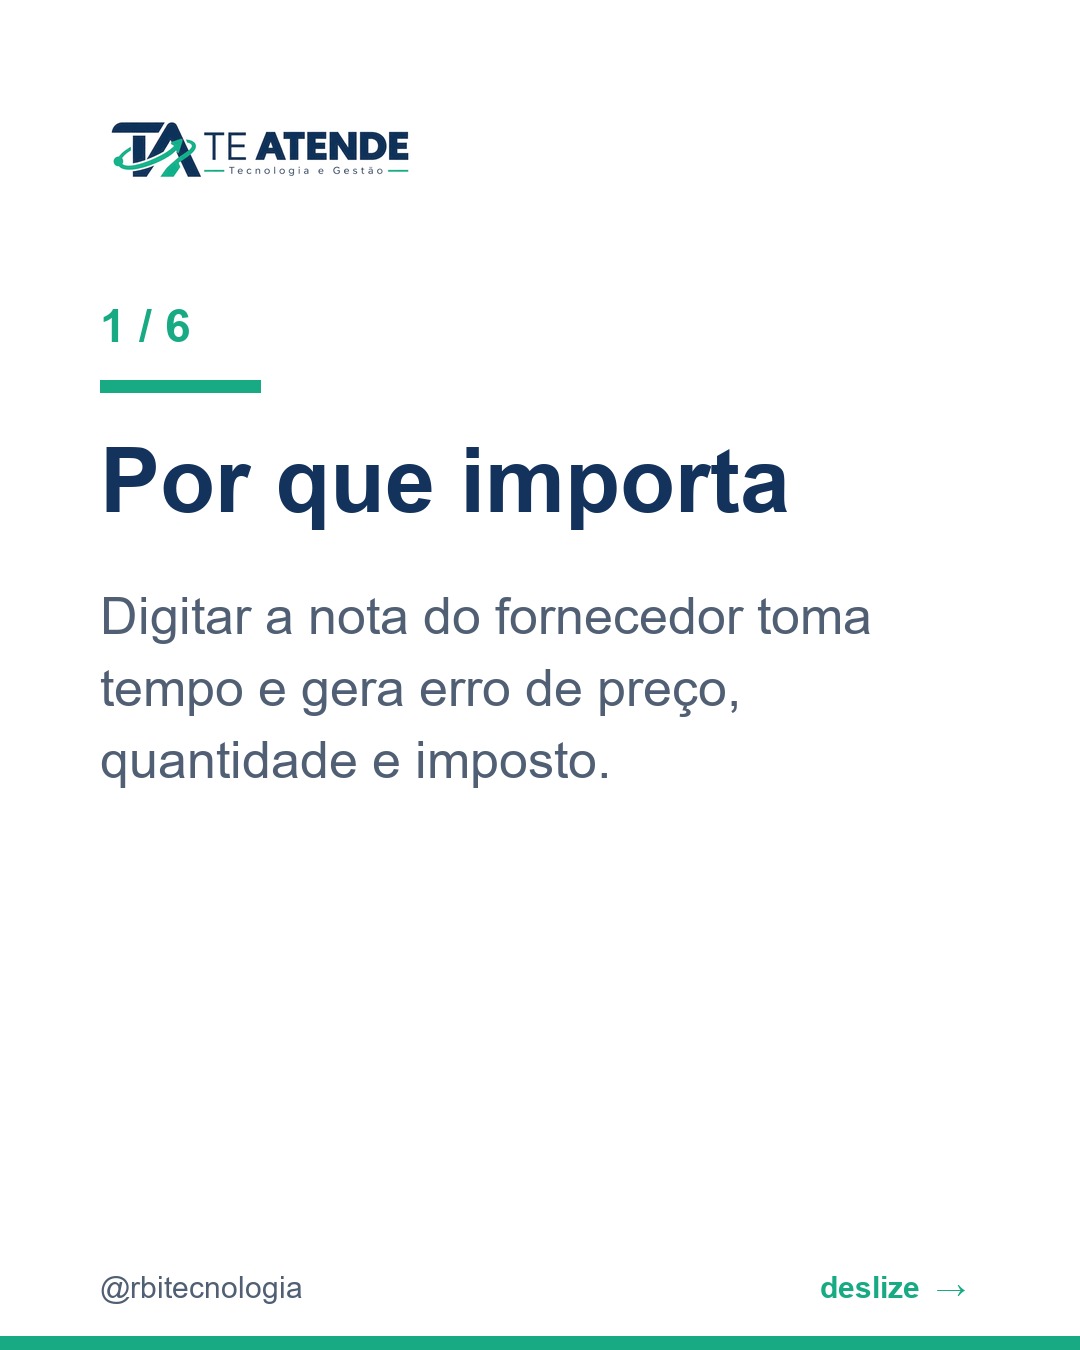 TA TE ATENDE
Tecnologia e Gestão
1 / 6
Por que importa
Digitar a nota do fornecedor toma
tempo e gera erro de preço,
quantidade e imposto.
@rbitecnologia
deslize →